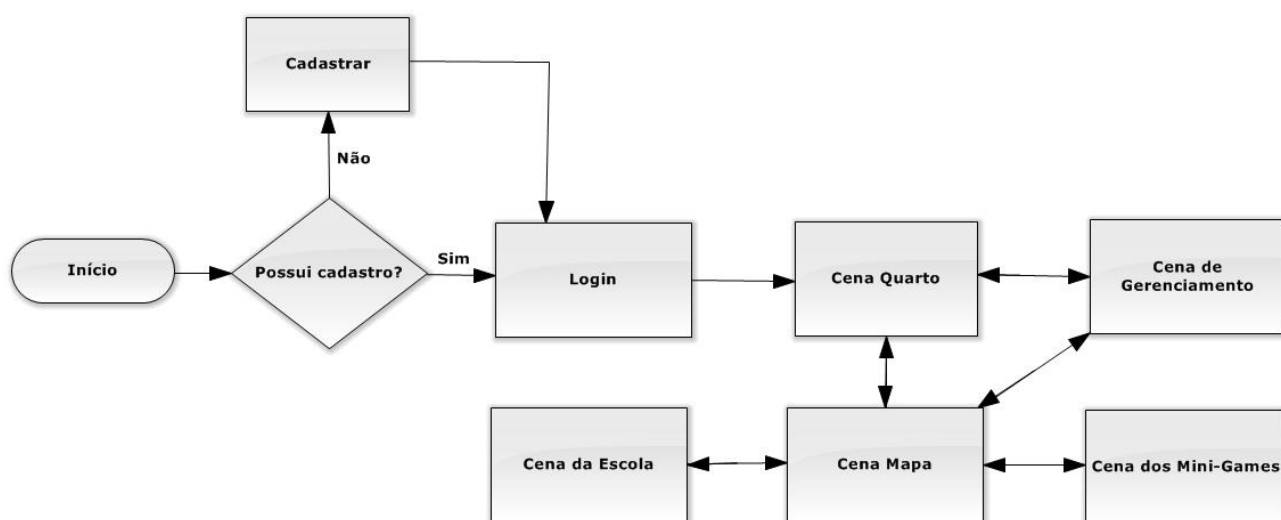 Cadastrar
Não
Início
Possui cadastro?
Sim
Login
Cena Quarto
Cena de
Gerenciamento
Cena da Escola
Cena Mapa
Cena dos Mini-Games